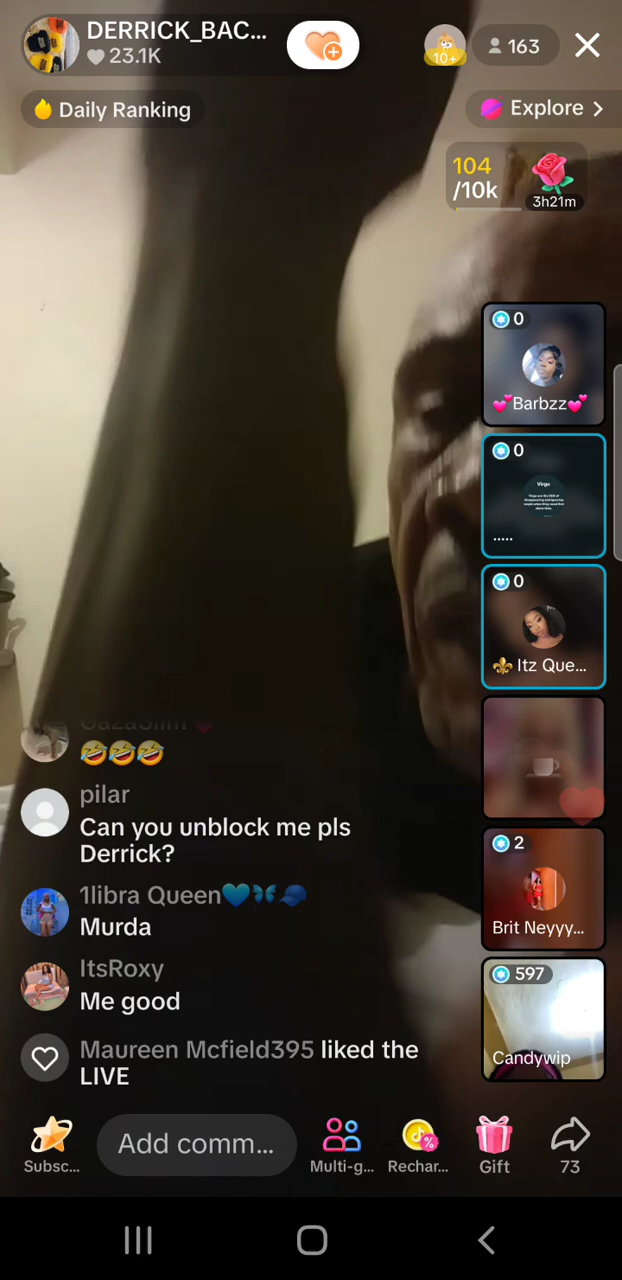 DERRICK_BAC...
23.1K
10+
163
Daily Ranking
Explore
104
/10k
3h21m
0
💕Barbzz💕
0
Virgo
.....
0
⚜️ Itz Que...
GazaSlim
🤣🤣🤣
pilar
Can you unblock me pls
Derrick?
1libra Queen💙🦋🧢
Murda
2
Brit Neyyy...
ItsRoxy
Me good
597
Candywip
Maureen Mcfield395 liked the
LIVE
Subsc...
Add comm...
Multi-g...
Rechar...
Gift
73